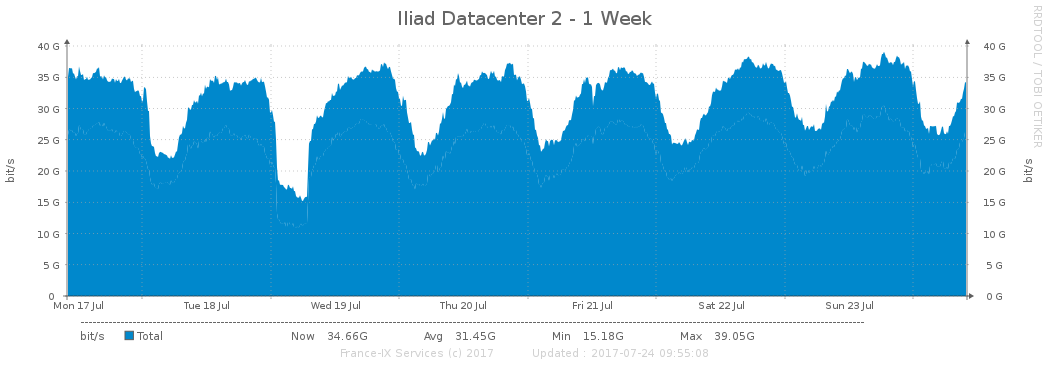 Iliad Datacenter 2 - 1 Week
RRDTOOL / TOBI OETIKER
40 G 40 G
35 G 35 G
30 G 30 G
25 G 25 G
20 G 20 G
15 G 15 G
10 G 10 G
5 G 5 G
0 0 G
bit/s bit/s
Mon 17 Jul Tue 18 Jul Wed 19 Jul Thu 20 Jul Fri 21 Jul Sat 22 Jul Sun 23 Jul
bit/s Total Now 34.66G Avg 31.45G Min 15.18G Max 39.05G
France-IX Services (c) 2017 Updated : 2017-07-24 09:55:08